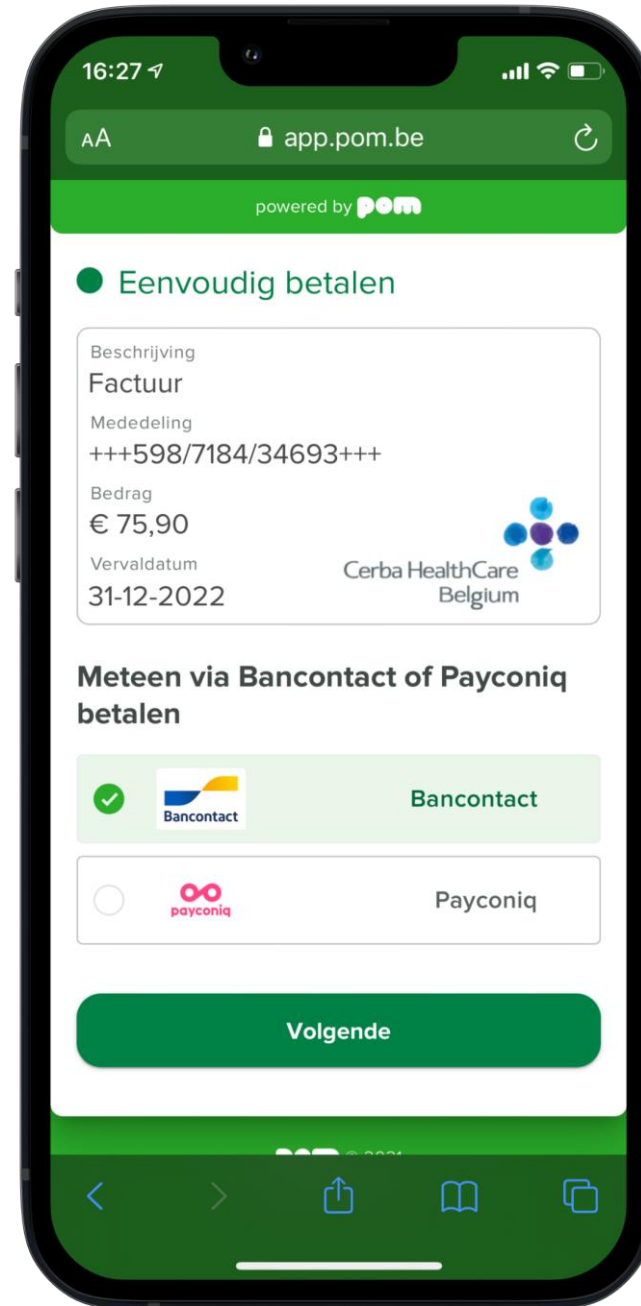 16:27
AA app.pom.be
powered by pom
Eenvoudig betalen
Beschrijving
Factuur
Mededeling
+++598/7184/34693+++
Bedrag
€ 75,90
Vervaldatum
31-12-2022
Cerba HealthCare
Belgium
Meteen via Bancontact of Payconiq
betalen
Bancontact
Bancontact
payconiq
Payconiq
Volgende
pom © 2021